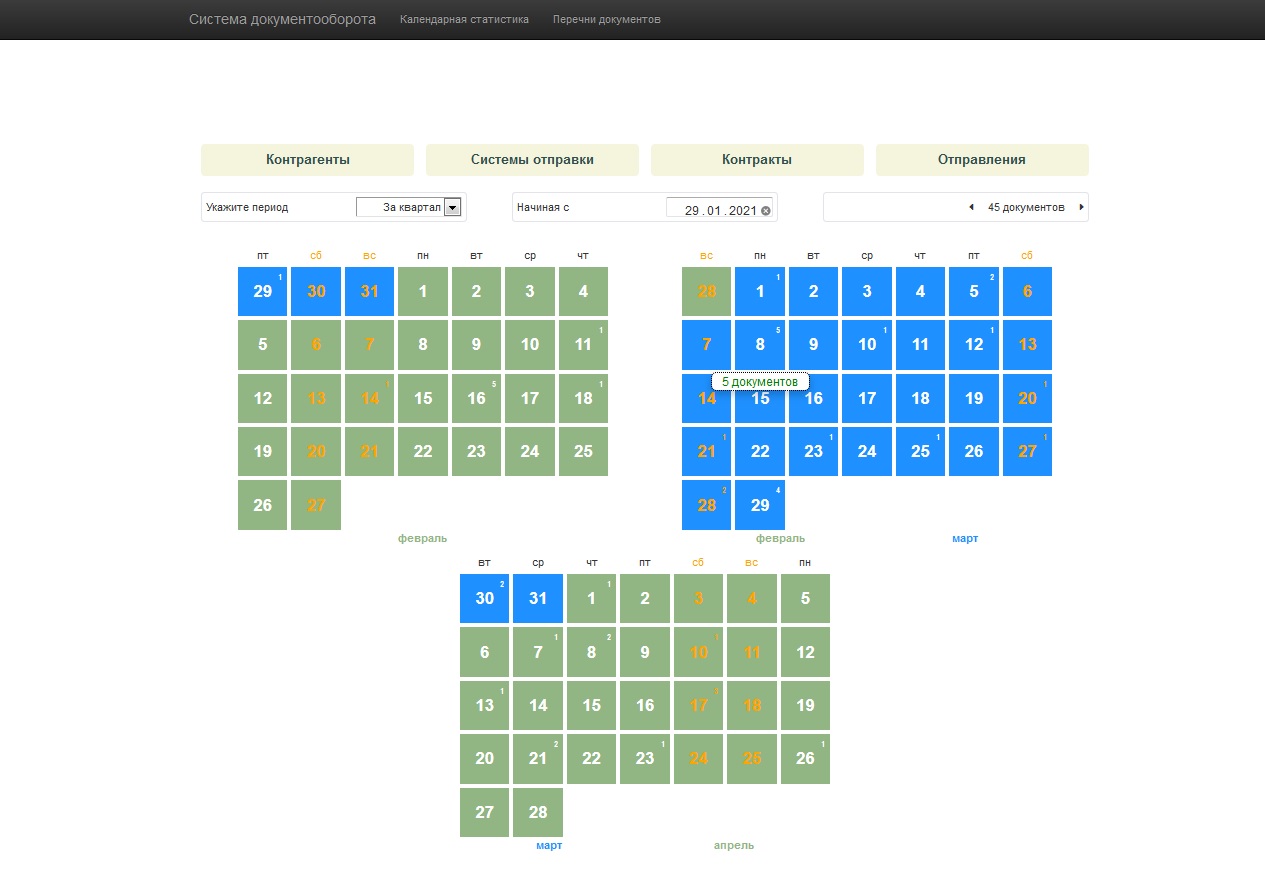 Система документооборота Календарная статистика Перечни документов
Контрагенты Системы отправки Контракты Отправления
Укажите период За квартал Начиная с 29.01.2021 45 документов
пт сб вс пн вт ср чт
29 1 30 31 1 2 3 4
5 6 7 8 9 10 11 1
12 13 14 1 15 16 5 17 18 1
19 20 21 22 23 24 25
26 27
февраль
вс пн вт ср чт пт сб
28 1 1 2 3 4 5 2 6
7 8 5 9 10 1 11 12 1 13
5 документов
14 15 16 17 18 19 20 1
21 1 22 23 1 24 25 1 26 27 1
28 2 29 4
февраль март
вт ср чт пт сб вс пн
30 2 31 1 1 2 3 4 5
6 7 1 8 2 9 10 1 11 12
13 1 14 15 16 17 18 19
20 21 2 22 23 1 24 25 26 1
27 28
март апрель